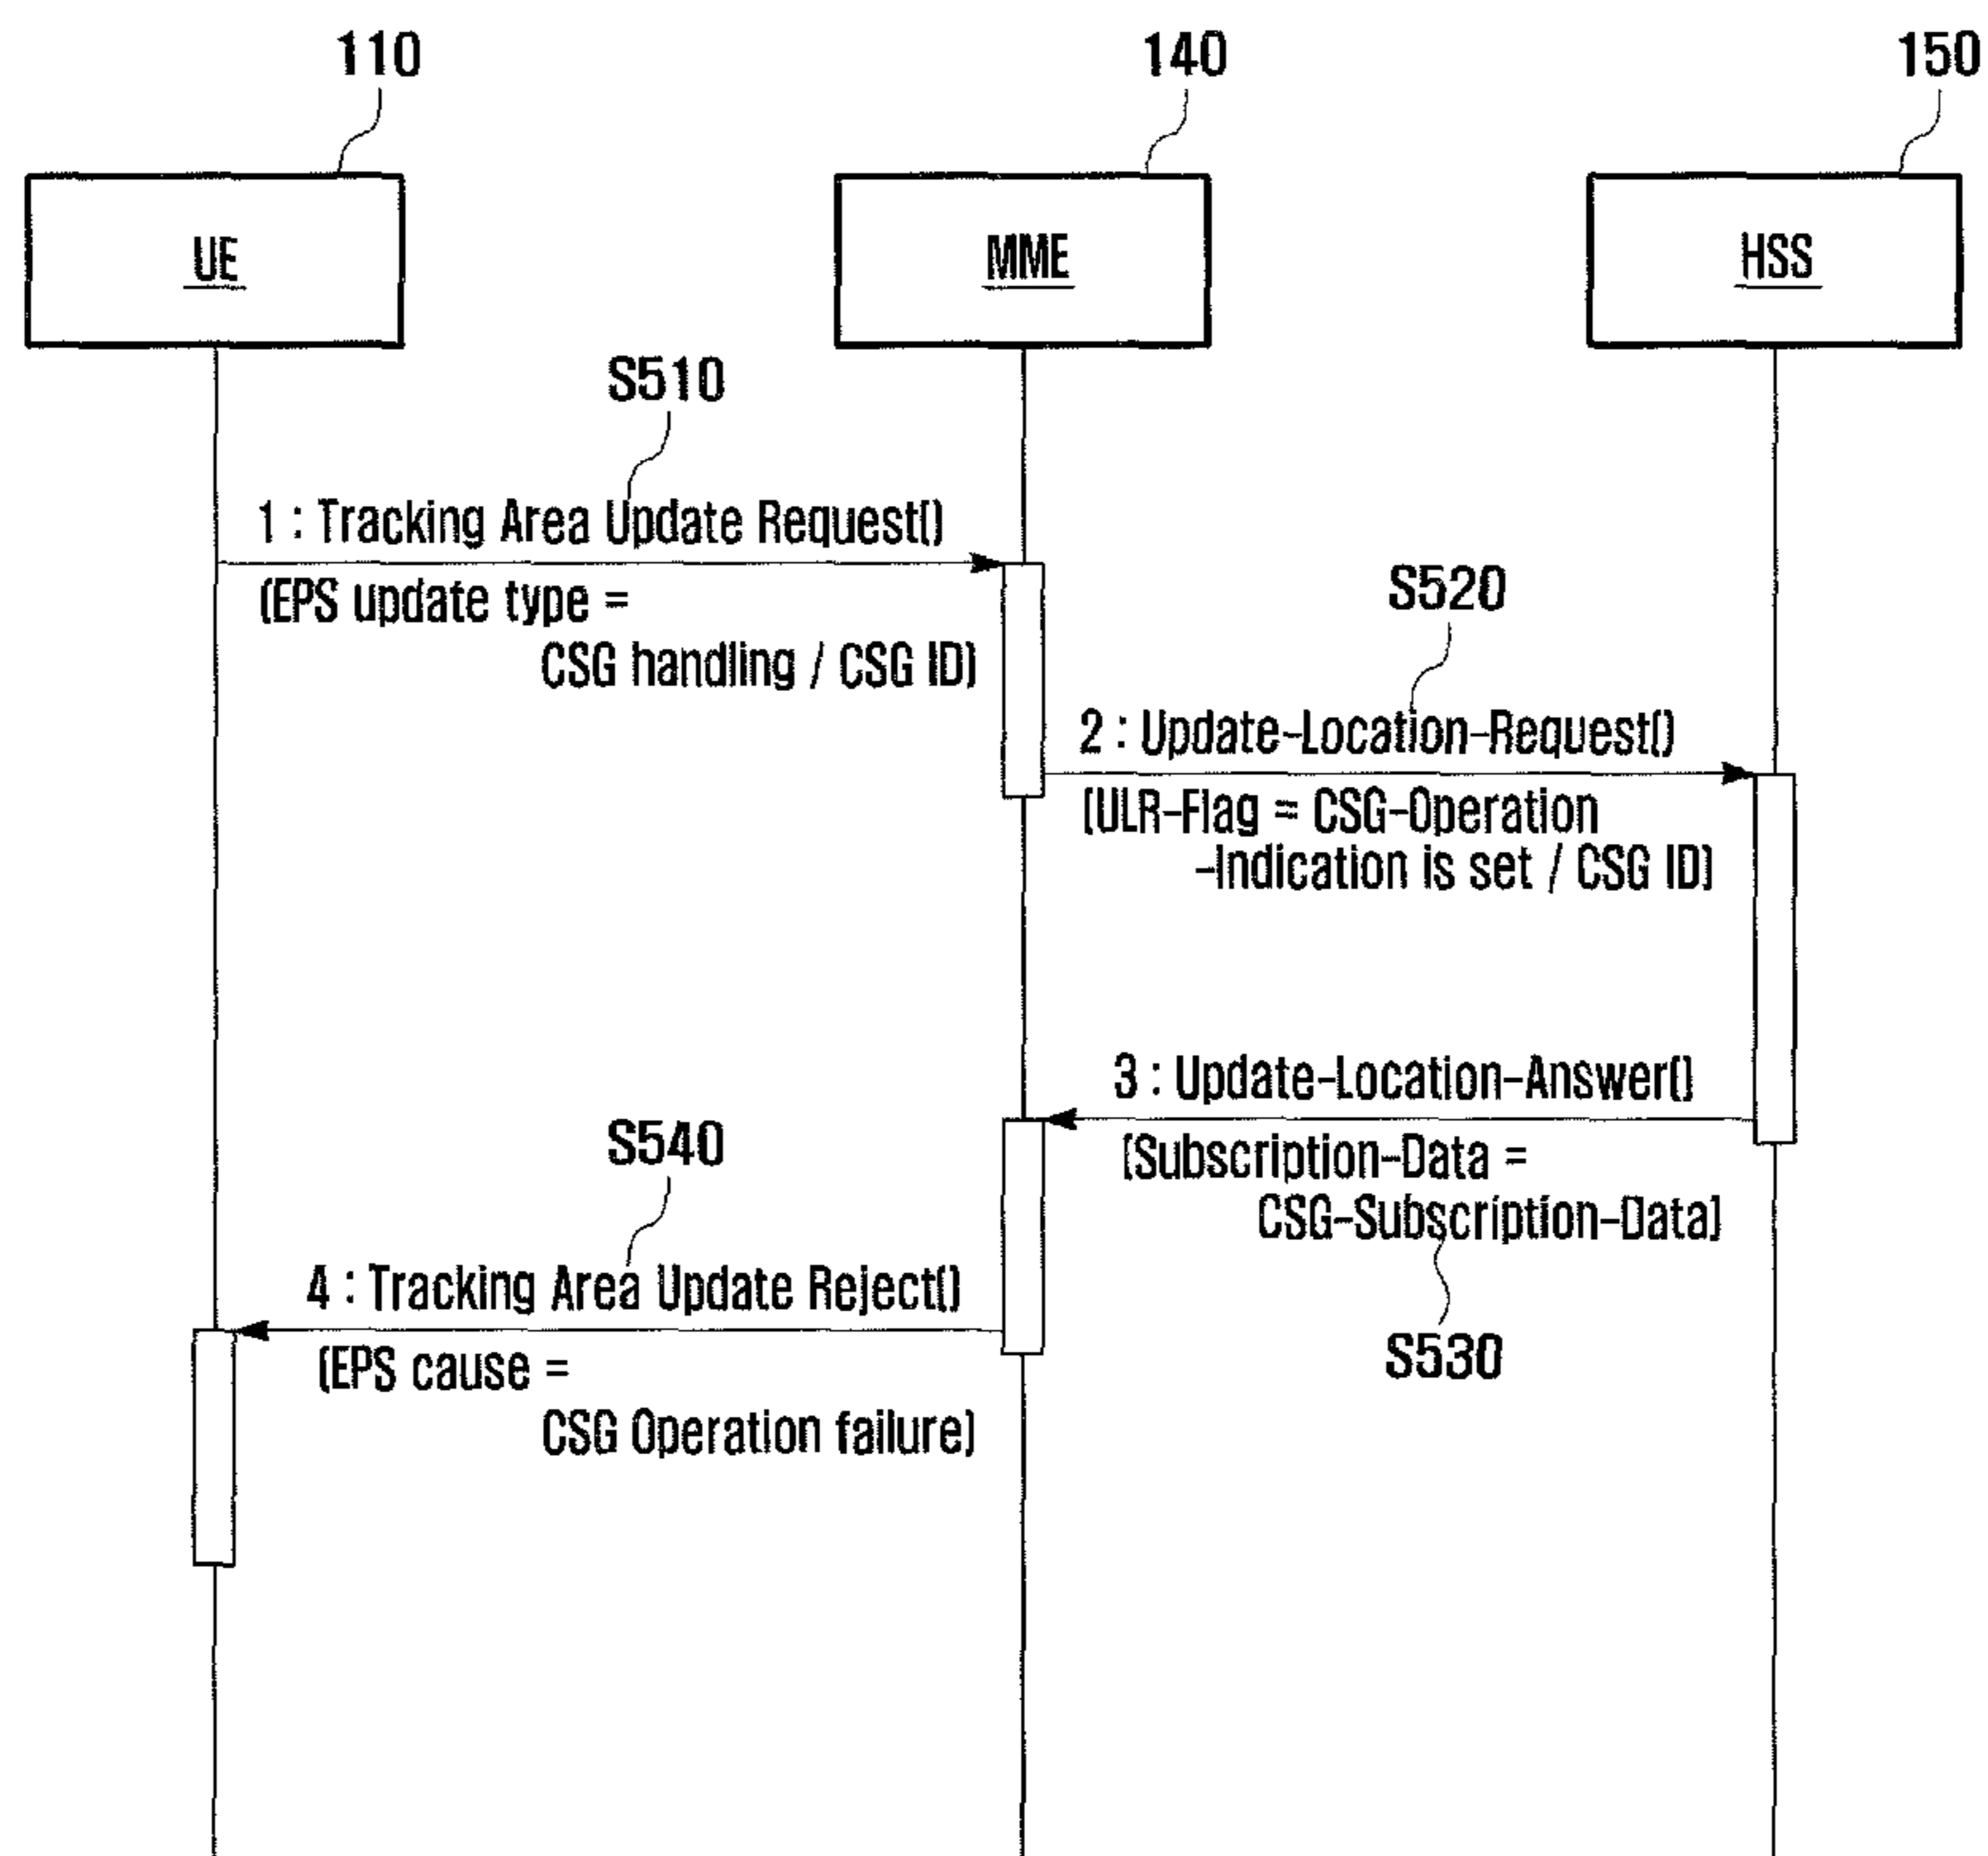 110
140
150
UE
MME
HSS
S510
1 : Tracking Area Update Request()
(EPS update type =
CSG handling / CSG ID)
S520
2 : Update-Location-Request()
(ULR-Flag = CSG-Operation
-Indication is set / CSG ID)
3 : Update-Location-Answer()
(Subscription-Data =
CSG-Subscription-Data)
S530
S540
4 : Tracking Area Update Reject()
(EPS cause =
CSG Operation failure)